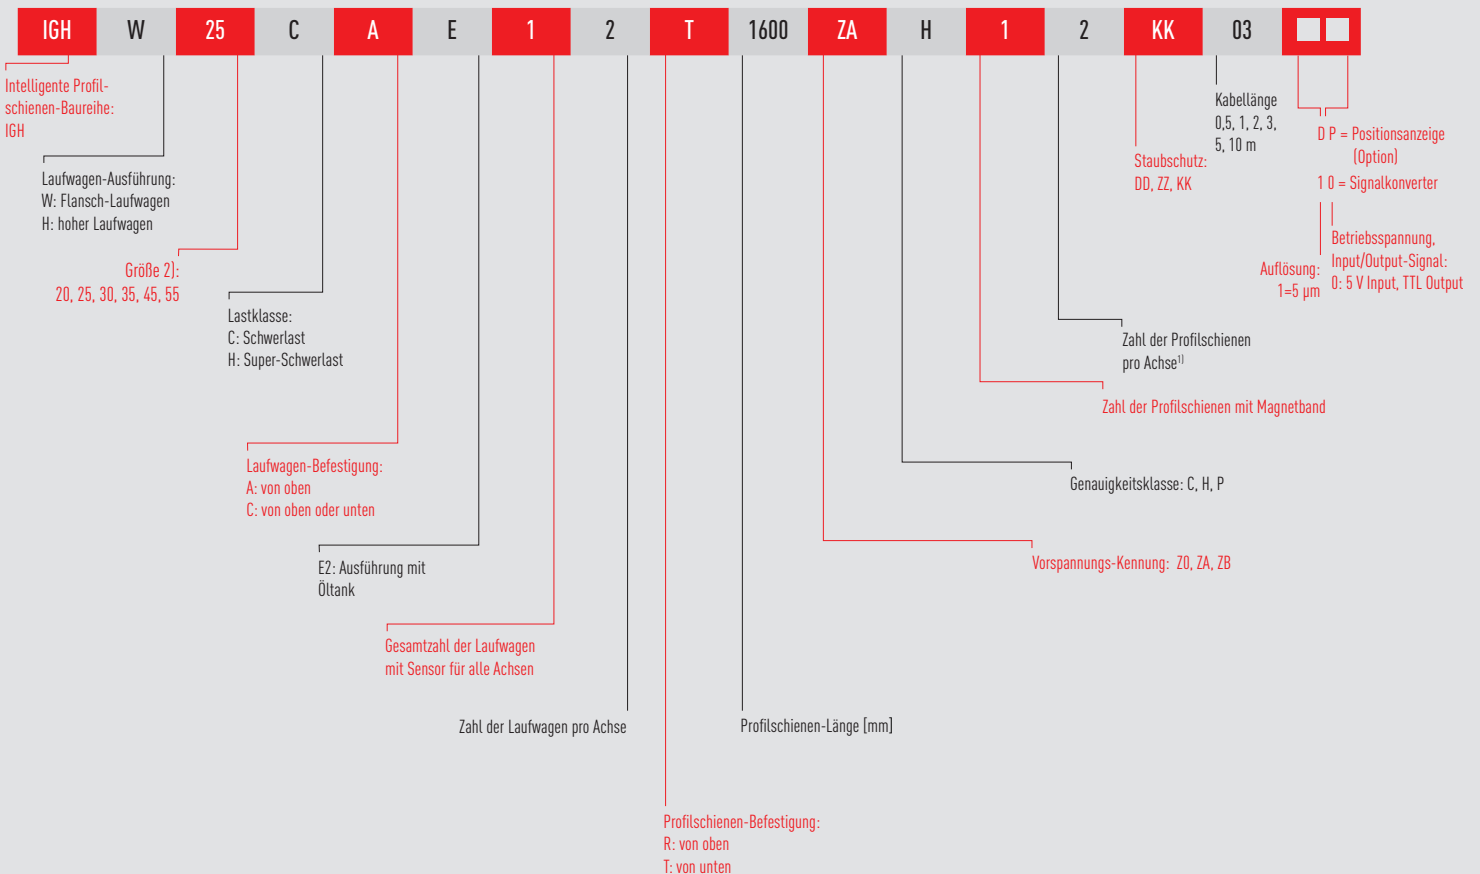 IGH W 25 C A E 1 2 T 1600 ZA H 1 2 KK 03
Intelligente Profil-
schienen-Baureihe:
IGH
Laufwagen-Ausführung:
W: Flansch-Laufwagen
H: hoher Laufwagen
Größe 2):
20, 25, 30, 35, 45, 55
Lastklasse:
C: Schwerlast
H: Super-Schwerlast
Laufwagen-Befestigung:
A: von oben
C: von oben oder unten
E2: Ausführung mit
Öltank
Gesamtzahl der Laufwagen
mit Sensor für alle Achsen
Zahl der Laufwagen pro Achse
Profilschienen-Befestigung:
R: von oben
T: von unten
Profilschienen-Länge [mm]
Vorspannungs-Kennung: Z0, ZA, ZB
Genauigkeitsklasse: C, H, P
Zahl der Profilschienen mit Magnetband
Zahl der Profilschienen
pro Achse1)
Staubschutz:
DD, ZZ, KK
Kabellänge
0,5, 1, 2, 3,
5, 10 m
D P = Positionsanzeige
(Option)
1 0 = Signalkonverter
Auflösung:
1=5 µm
Betriebsspannung,
Input/Output-Signal:
0: 5 V Input, TTL Output